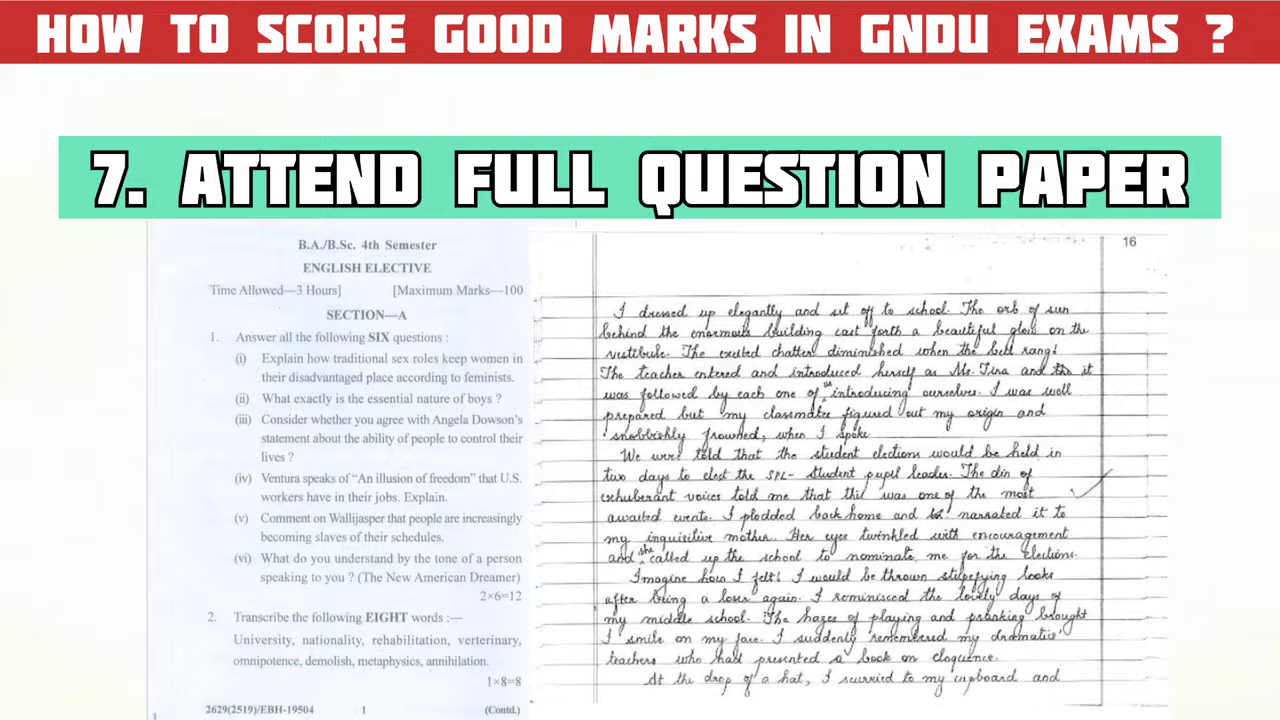 HOW TO SCORE GOOD MARKS IN GNDU EXAMS ?
7. ATTEND FULL QUESTION PAPER
B.A./B.Sc. 4th Semester
ENGLISH ELECTIVE
Time Allowed—3 Hours] [Maximum Marks—100
SECTION—A
1. Answer all the following SIX questions :
(i) Explain how traditional sex roles keep women in
their disadvantaged place according to feminists.
(ii) What exactly is the essential nature of boys ?
(iii) Consider whether you agree with Angela Dowson's
statement about the ability of people to control their
lives ?
(iv) Ventura speaks of "An illusion of freedom" that U.S.
workers have in their jobs. Explain.
(v) Comment on Wallijasper that people are increasingly
becoming slaves of their schedules.
(vi) What do you understand by the tone of a person
speaking to you ? (The New American Dreamer)
2×6=12
2. Transcribe the following EIGHT words :—
University, nationality, rehabilitation, verterinary,
omnipotence, demolish, metaphysics, annihilation.
1×8=8
2629(2519)/EBH-19504 1 (Contd.)
16
I dressed up elegantly and set off to school. The orb of sun
behind the enormous building cast forth a beautiful glow on the
vestibule. The excited chatter diminished when the bell rang!
The teacher entered and introduced herself as Ms. Tina and it
was followed by each one of us introducing ourselves. I was well
prepared but my classmate figured out my origin and
snobbishly frowned, when I spoke
We were told that the student elections would be held in
two days to elect the SPL- student pupil leader. The din of
exhuberant voices told me that this was one of the most
awaited events. I plodded back home and narrated it to
my inquisitive mother. Her eyes twinkled with encouragement
and she called up the school to nominate me for the elections.
Imagine how I felt! I would be thrown stupefying looks
after being a loser again. I reminisced the lovely days of
my middle school. The hazes of playing and pranking brought
I smile on my face. I suddenly remembered my dramatic
teachers who had presented a book on eloquence.
At the drop of a hat, I scurried to my cupboard and